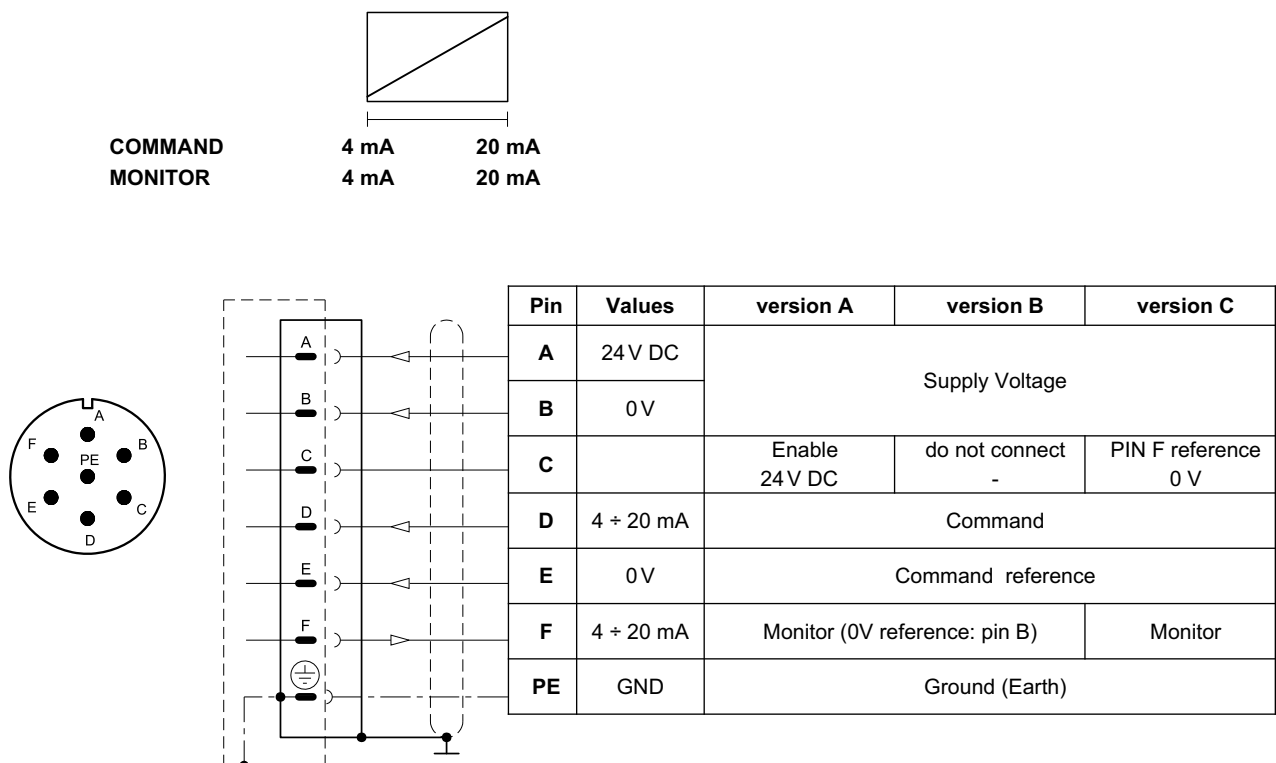 COMMAND 4 mA 20 mA
MONITOR 4 mA 20 mA
A
F B
PE
E C
D
A
B
C
D
E
F
Pin Values version A version B version C
A 24 V DC Supply Voltage
B 0 V
C Enable 24 V DC do not connect - PIN F reference 0 V
D 4 ÷ 20 mA Command
E 0 V Command reference
F 4 ÷ 20 mA Monitor (0V reference: pin B) Monitor
PE GND Ground (Earth)